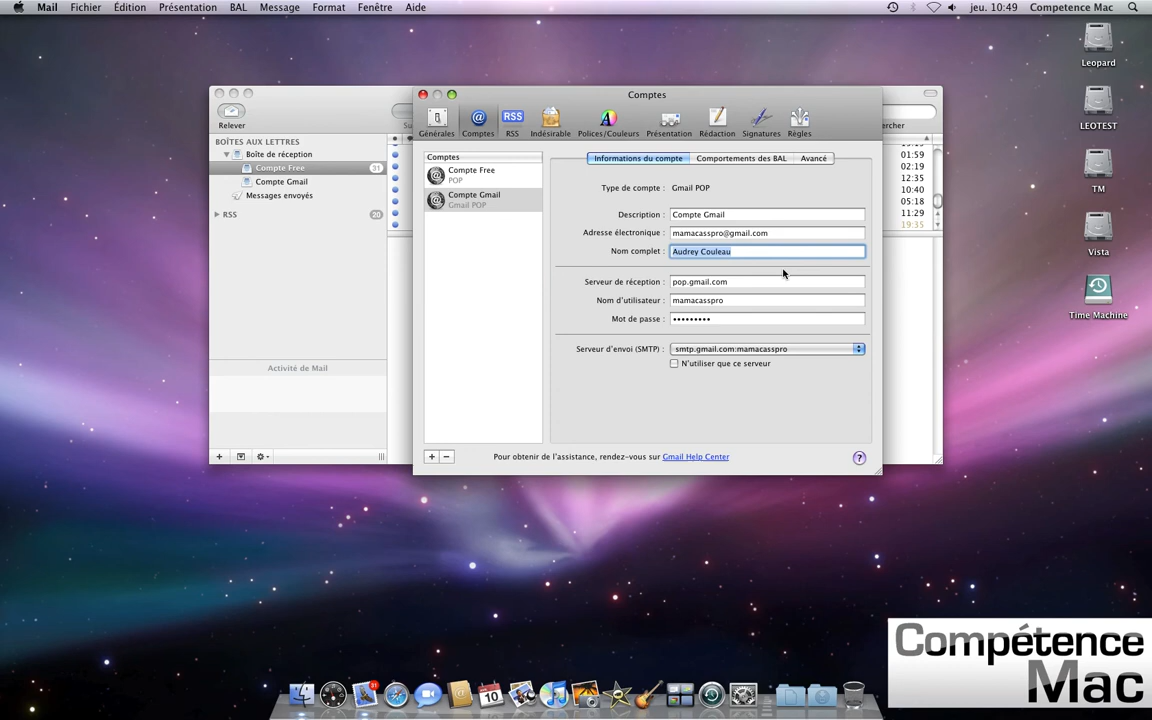 Mail Fichier Édition Présentation BAL Message Format Fenêtre Aide
jeu. 10:49 Competence Mac
Leopard
LEOTEST
TM
Vista
Time Machine
Relever
BOÎTES AUX LETTRES
Boîte de réception
Compte Free 31
Compte Gmail
Messages envoyés
RSS 20
Activité de Mail
Comptes
Générales Comptes RSS Indésirable Polices/Couleurs Présentation Rédaction Signatures Règles
RSS
Comptes
Compte Free
POP
Compte Gmail
Gmail POP
Informations du compte Comportements des BAL Avancé
Type de compte : Gmail POP
Description : Compte Gmail
Adresse électronique : mamacasspro@gmail.com
Nom complet : Audrey Couleau
Serveur de réception : pop.gmail.com
Nom d'utilisateur : mamacasspro
Mot de passe : •••••••••
Serveur d'envoi (SMTP) : smtp.gmail.com:mamacasspro
N'utiliser que ce serveur
+ −
Pour obtenir de l'assistance, rendez-vous sur Gmail Help Center
?
ercher
01:59
02:19
12:35
10:40
05:18
11:29
19:35
Compétence
Mac